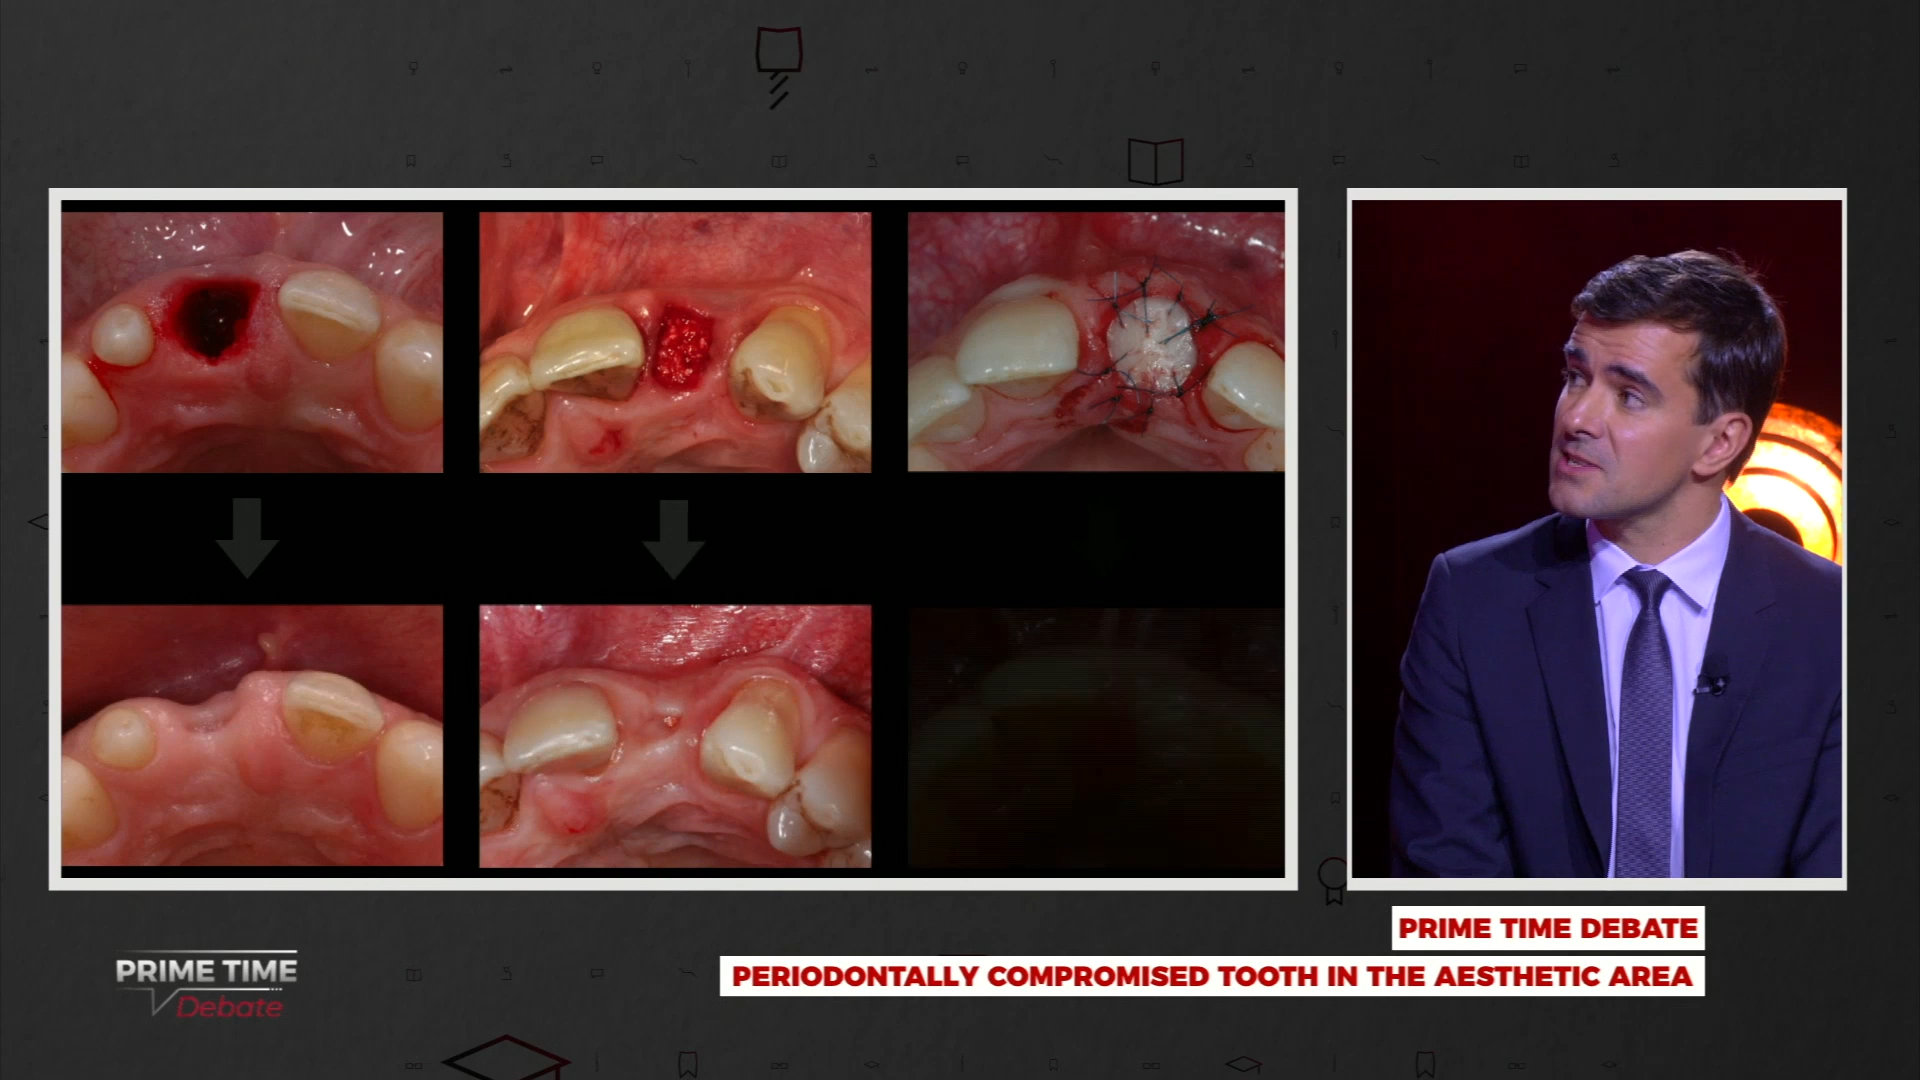 PRIME TIME DEBATE
PERIODONTALLY COMPROMISED TOOTH IN THE AESTHETIC AREA
PRIME TIME
Debate